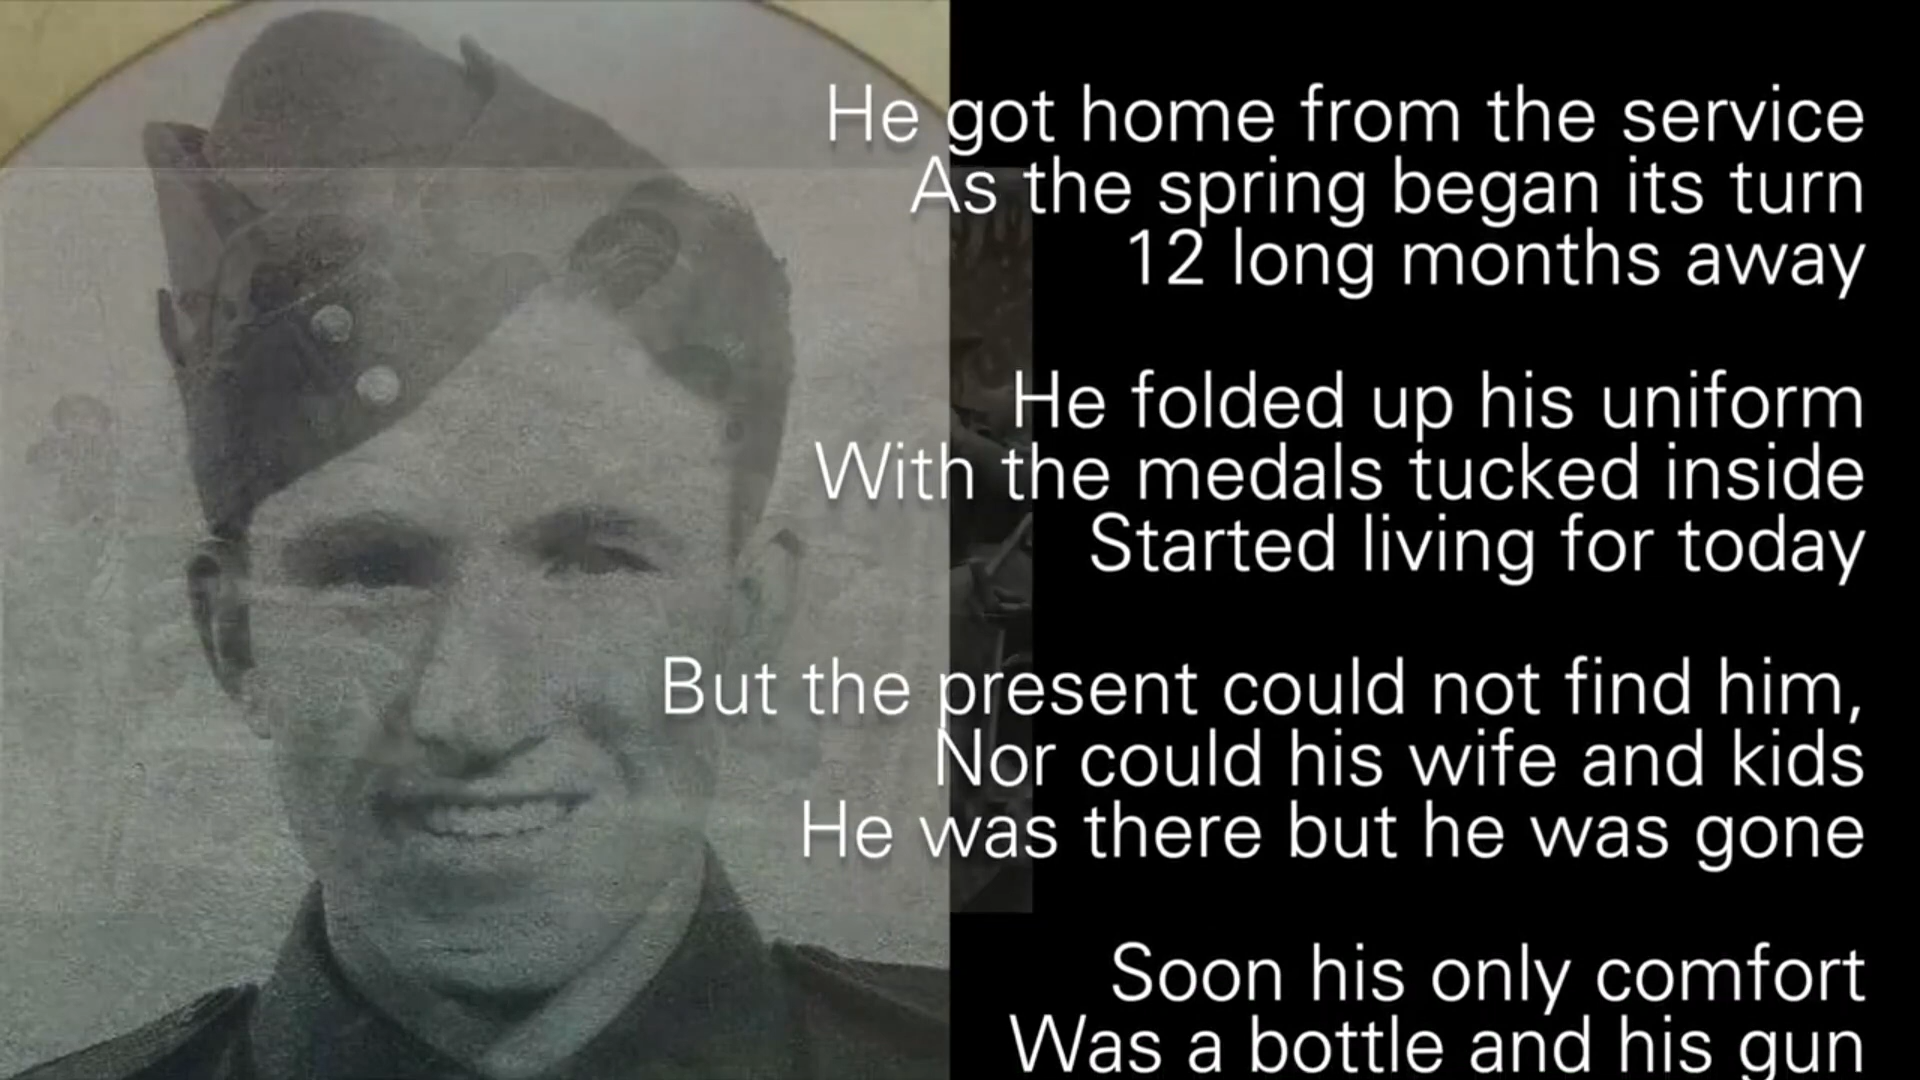 He got home from the service
As the spring began its turn
12 long months away
He folded up his uniform
With the medals tucked inside
Started living for today
But the present could not find him,
Nor could his wife and kids
He was there but he was gone
Soon his only comfort
Was a bottle and his gun